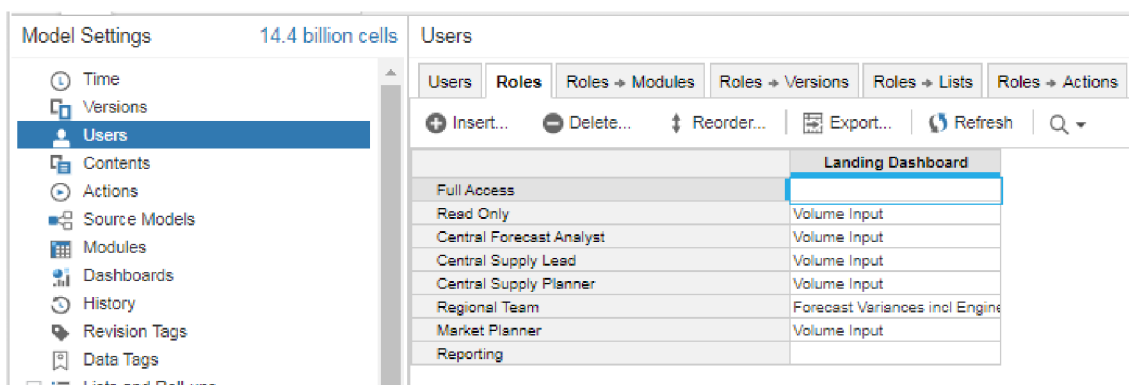 Model Settings 14.4 billion cells
Time
Versions
Users
Contents
Actions
Source Models
Modules
Dashboards
History
Revision Tags
Data Tags
Users
Users Roles Roles → Modules Roles → Versions Roles → Lists Roles → Actions
Insert... Delete... Reorder... Export... Refresh
Landing Dashboard
Full Access
Read Only Volume Input
Central Forecast Analyst Volume Input
Central Supply Lead Volume Input
Central Supply Planner Volume Input
Regional Team Forecast Variances incl Engine
Market Planner Volume Input
Reporting